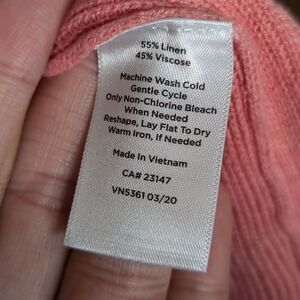 55% Linen
45% Viscose
Machine Wash Cold
Gentle Cycle
Only Non-Chlorine Bleach
When Needed
Reshape, Lay Flat To Dry
Warm Iron, If Needed
Made In Vietnam
CA# 23147
VN5361 03/20